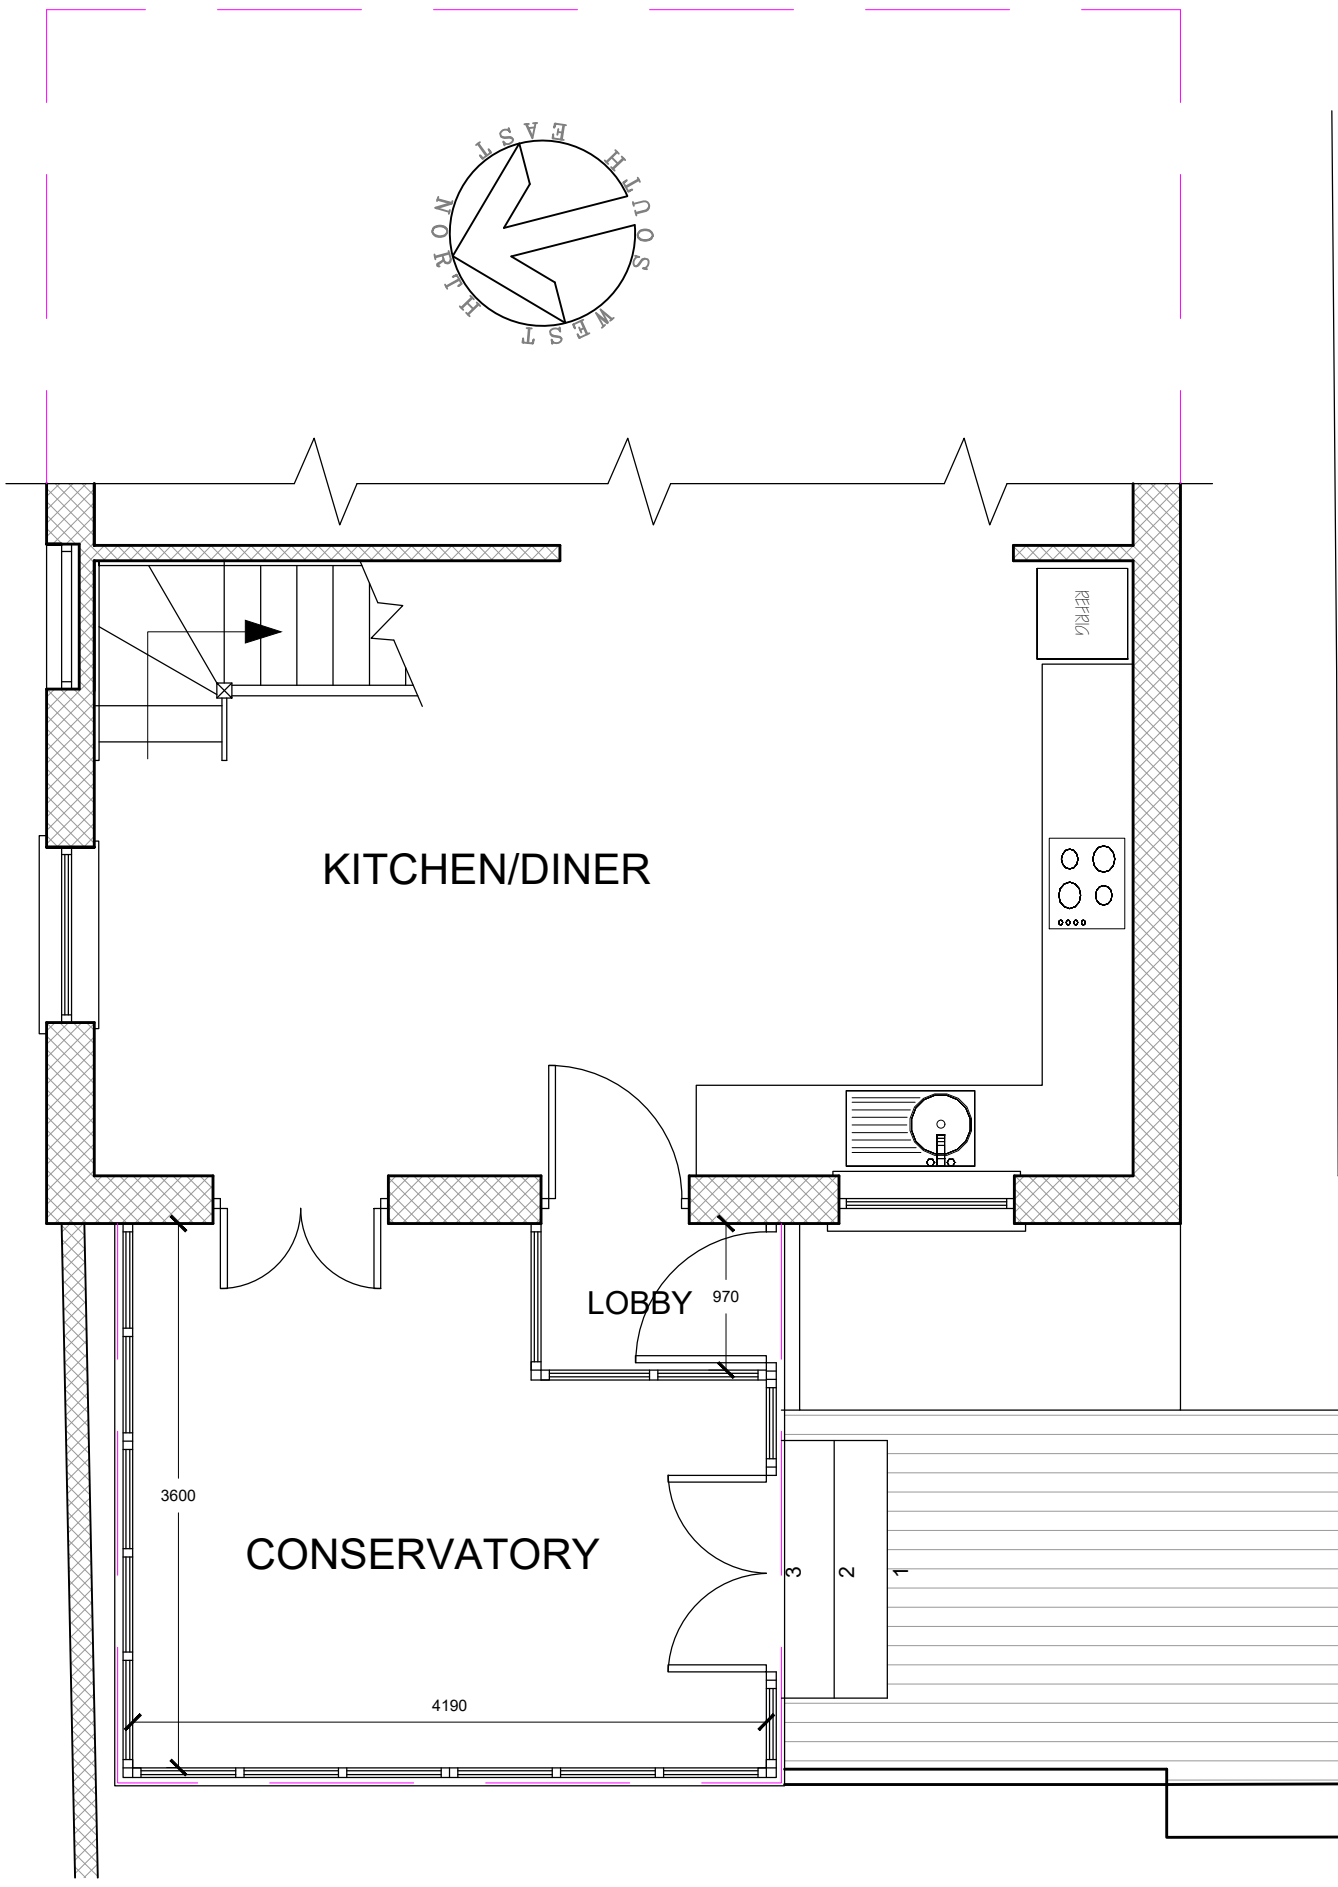 EAST
SOUTH
NORTH
WEST
REFRIG
KITCHEN/DINER
LOBBY
970
3600
CONSERVATORY
3
2
1
4190